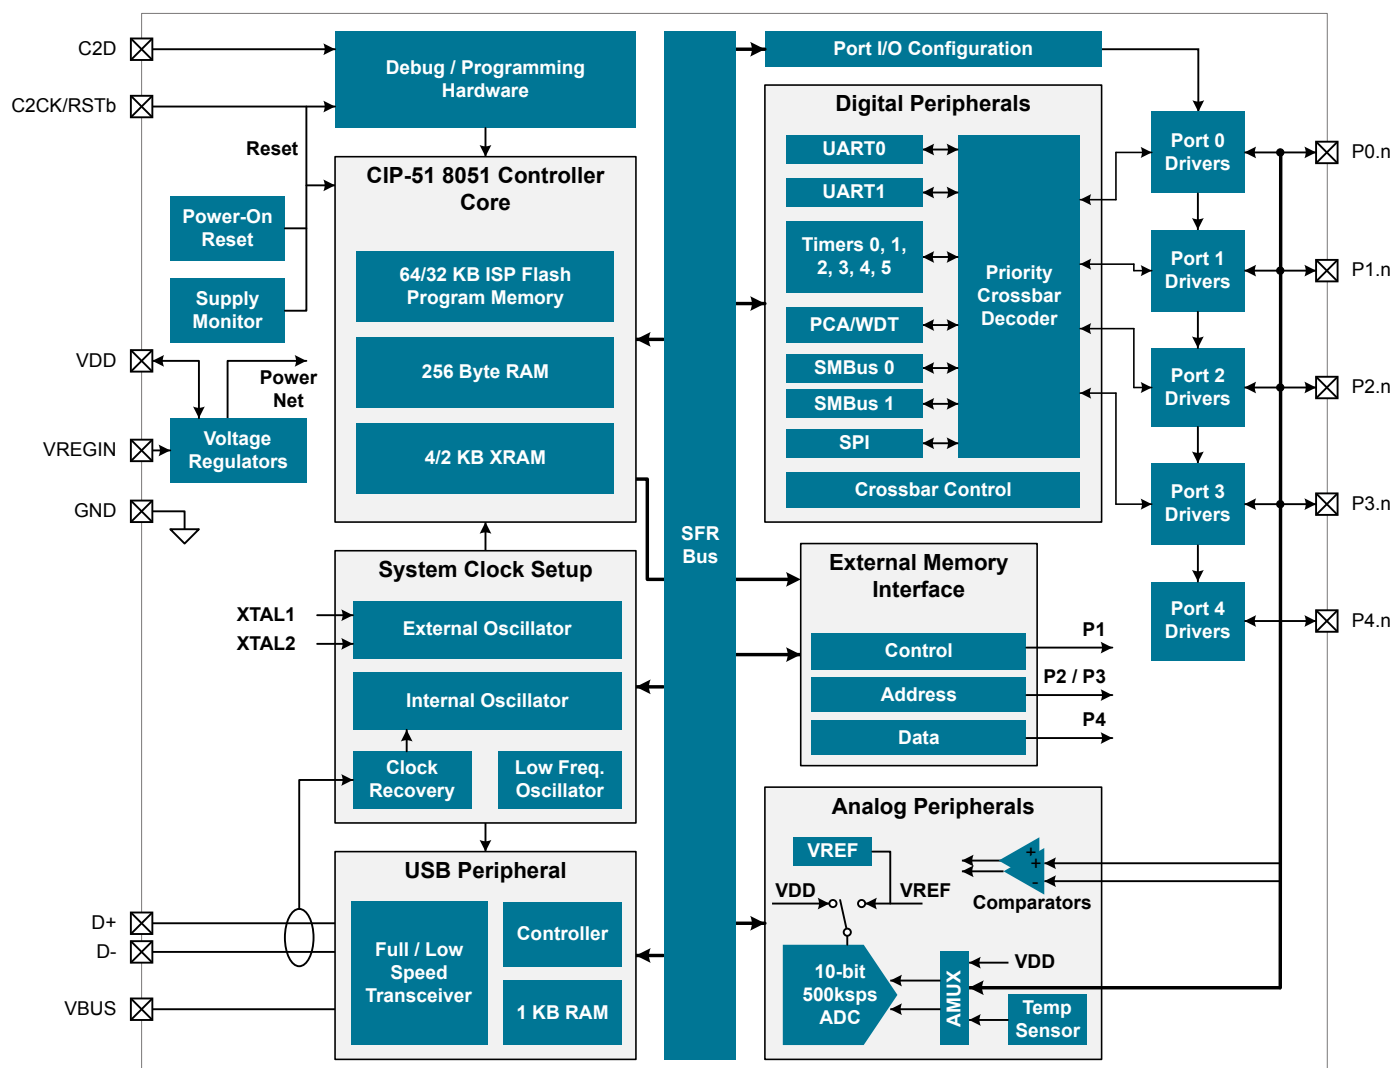 C2D
C2CK/RSTb
Debug / Programming
Hardware
Reset
Power-On
Reset
Supply
Monitor
VDD
Power
Net
VREGIN
Voltage
Regulators
GND
CIP-51 8051 Controller
Core
64/32 KB ISP Flash
Program Memory
256 Byte RAM
4/2 KB XRAM
System Clock Setup
XTAL1
XTAL2
External Oscillator
Internal Oscillator
Clock
Recovery
Low Freq.
Oscillator
USB Peripheral
D+
D-
VBUS
Full / Low
Speed
Transceiver
Controller
1 KB RAM
SFR
Bus
Port I/O Configuration
Digital Peripherals
UART0
UART1
Timers 0, 1,
2, 3, 4, 5
PCA/WDT
SMBus 0
SMBus 1
SPI
Priority
Crossbar
Decoder
Crossbar Control
External Memory
Interface
Control
Address
Data
P1
P2 / P3
P4
Analog Peripherals
VREF
VDD
VREF
+
+
-
Comparators
10-bit
500ksps
ADC
AMUX
VDD
Temp
Sensor
Port 0
Drivers
Port 1
Drivers
Port 2
Drivers
Port 3
Drivers
Port 4
Drivers
P0.n
P1.n
P2.n
P3.n
P4.n